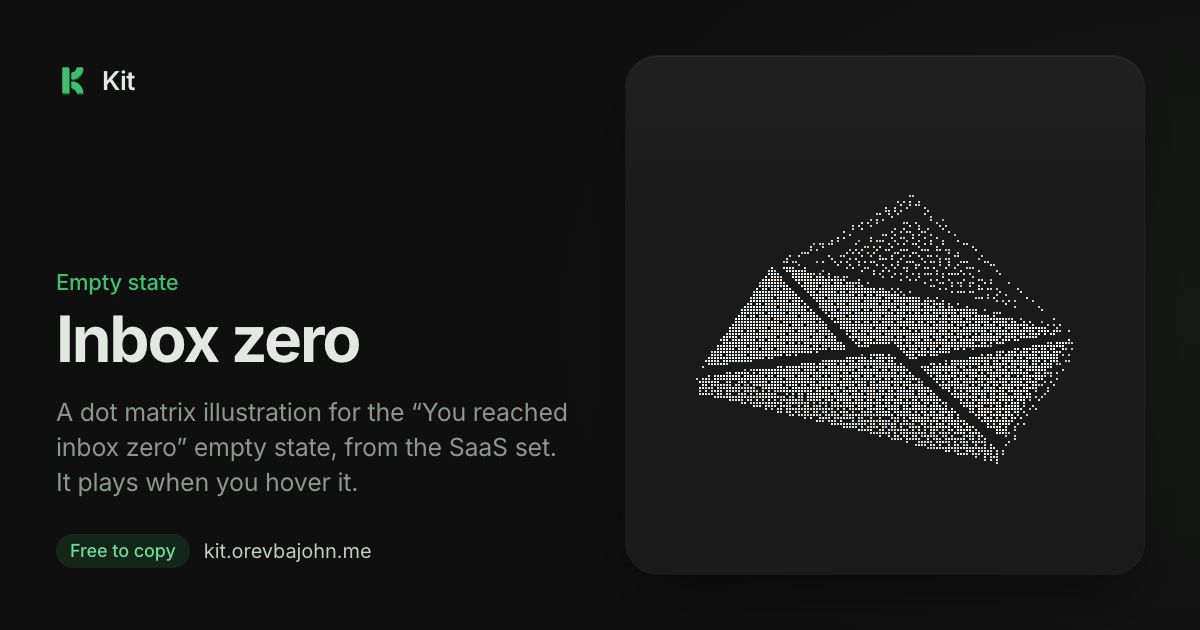 Kit
Empty state
Inbox zero
A dot matrix illustration for the “You reached
inbox zero” empty state, from the SaaS set.
It plays when you hover it.
Free to copy
kit.orevbajohn.me